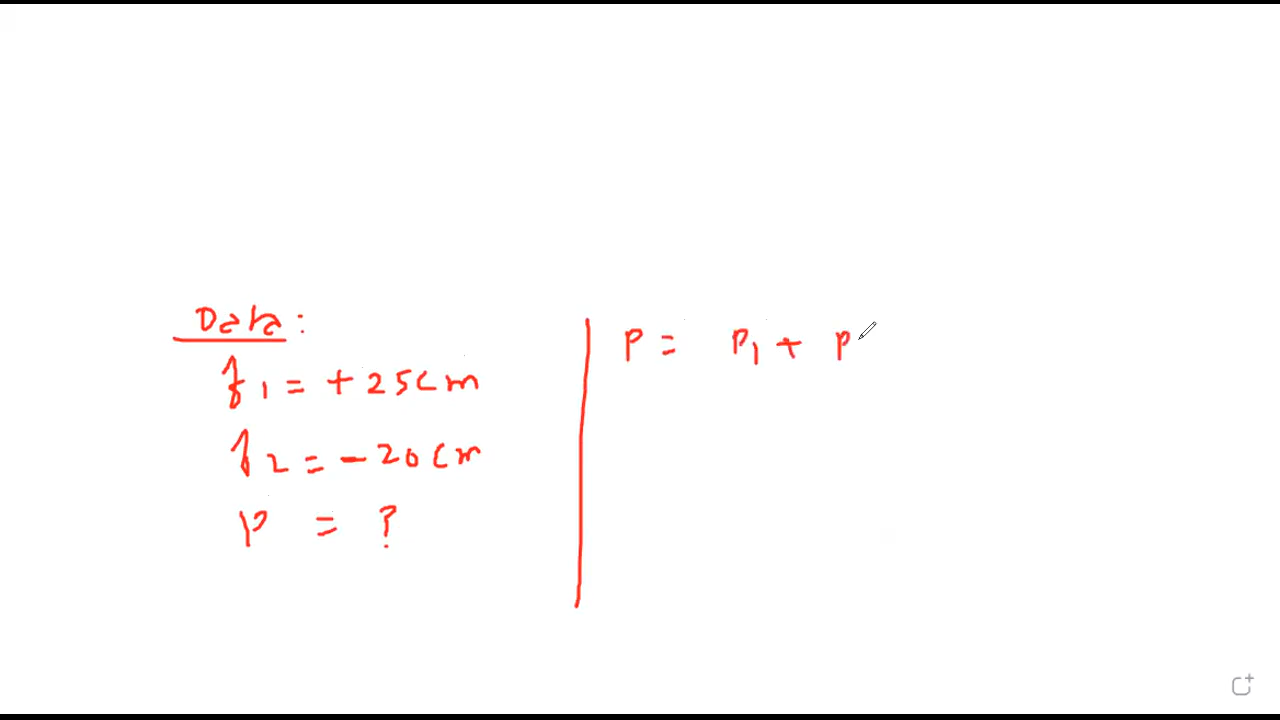 Data:
f1 = +25cm
f2 = -20cm
P = ?
P = P1 + P